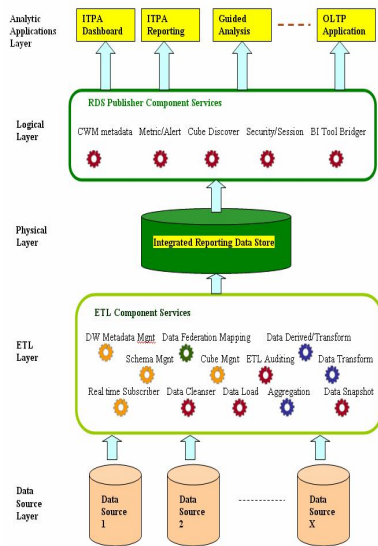 Analytic
Applications
Layer
ITPA
Dashboard
ITPA
Reporting
Guided
Analysis
OLTP
Application
RDS Publisher Component Services
Logical
Layer
CWM metadata Metric/Alert Cube Discover Security/Session BI Tool Bridger
Physical
Layer
Integrated Reporting Data Store
ETL Component Services
ETL
Layer
DW Metadata Mgnt Data Federation Mapping Data Derived/Transform
Schema Mgnt Cube Mgnt ETL Auditing Data Transform
Real time Subscriber Data Cleanser Data Load Aggregation Data Snapshot
Data
Source
Layer
Data
Source
1
Data
Source
2
Data
Source
X